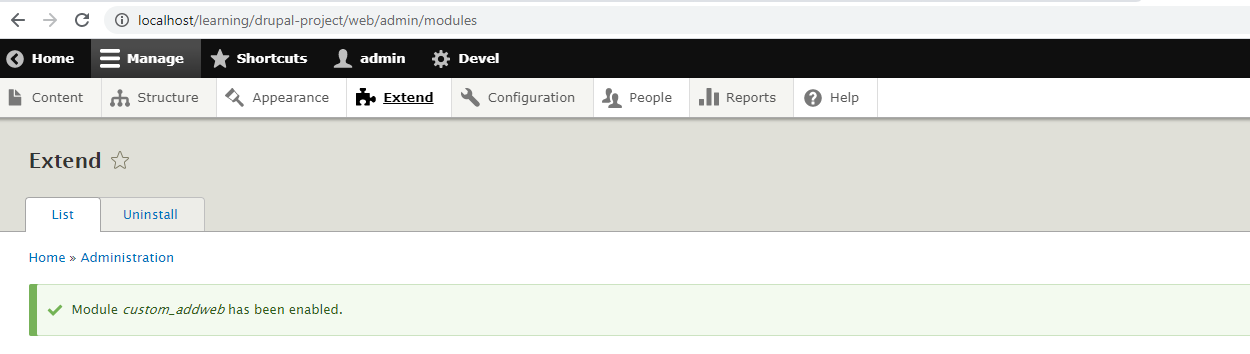 localhost/learning/drupal-project/web/admin/modules
Home Manage Shortcuts admin Devel
Content Structure Appearance Extend Configuration People Reports Help
Extend
List Uninstall
Home » Administration
Module custom_addweb has been enabled.